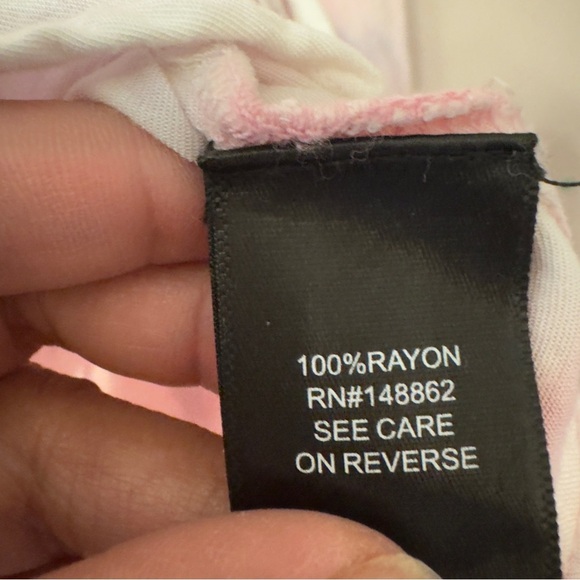 100%RAYON
RN#148862
SEE CARE
ON REVERSE